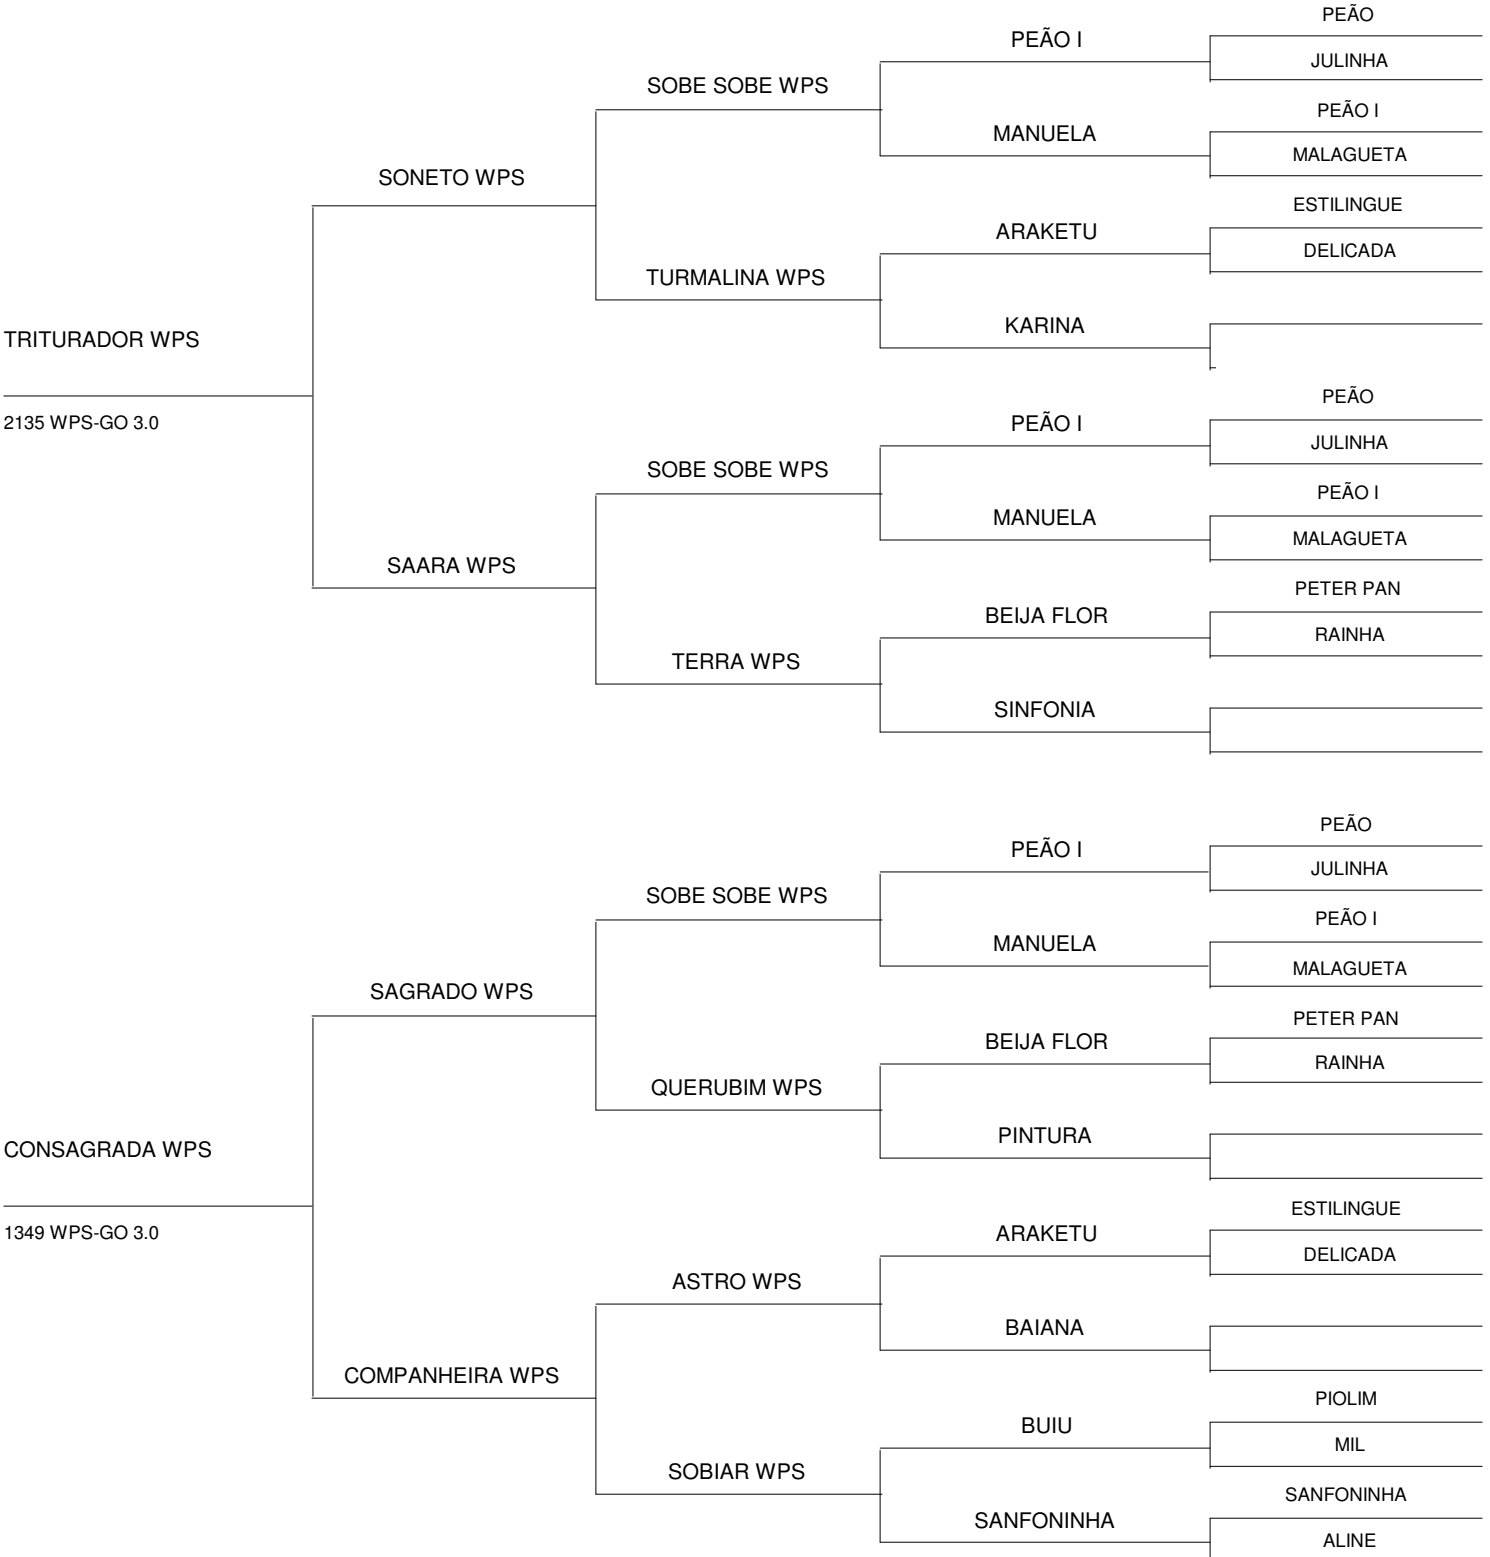 PEÃO
PEÃO I
JULINHA
SOBE SOBE WPS
PEÃO I
MANUELA
MALAGUETA
SONETO WPS
ESTILINGUE
ARAKETU
DELICADA
TURMALINA WPS
KARINA
TRITURADOR WPS
PEÃO
2135 WPS-GO 3.0
PEÃO I
JULINHA
SOBE SOBE WPS
PEÃO I
MANUELA
MALAGUETA
SAARA WPS
PETER PAN
BEIJA FLOR
RAINHA
TERRA WPS
SINFONIA
PEÃO
PEÃO I
JULINHA
SOBE SOBE WPS
PEÃO I
MANUELA
MALAGUETA
SAGRADO WPS
PETER PAN
BEIJA FLOR
RAINHA
QUERUBIM WPS
PINTURA
CONSAGRADA WPS
ESTILINGUE
1349 WPS-GO 3.0
ARAKETU
DELICADA
ASTRO WPS
BAIANA
COMPANHEIRA WPS
PIOLIM
BUIU
MIL
SOBIAR WPS
SANFONINHA
SANFONINHA
ALINE